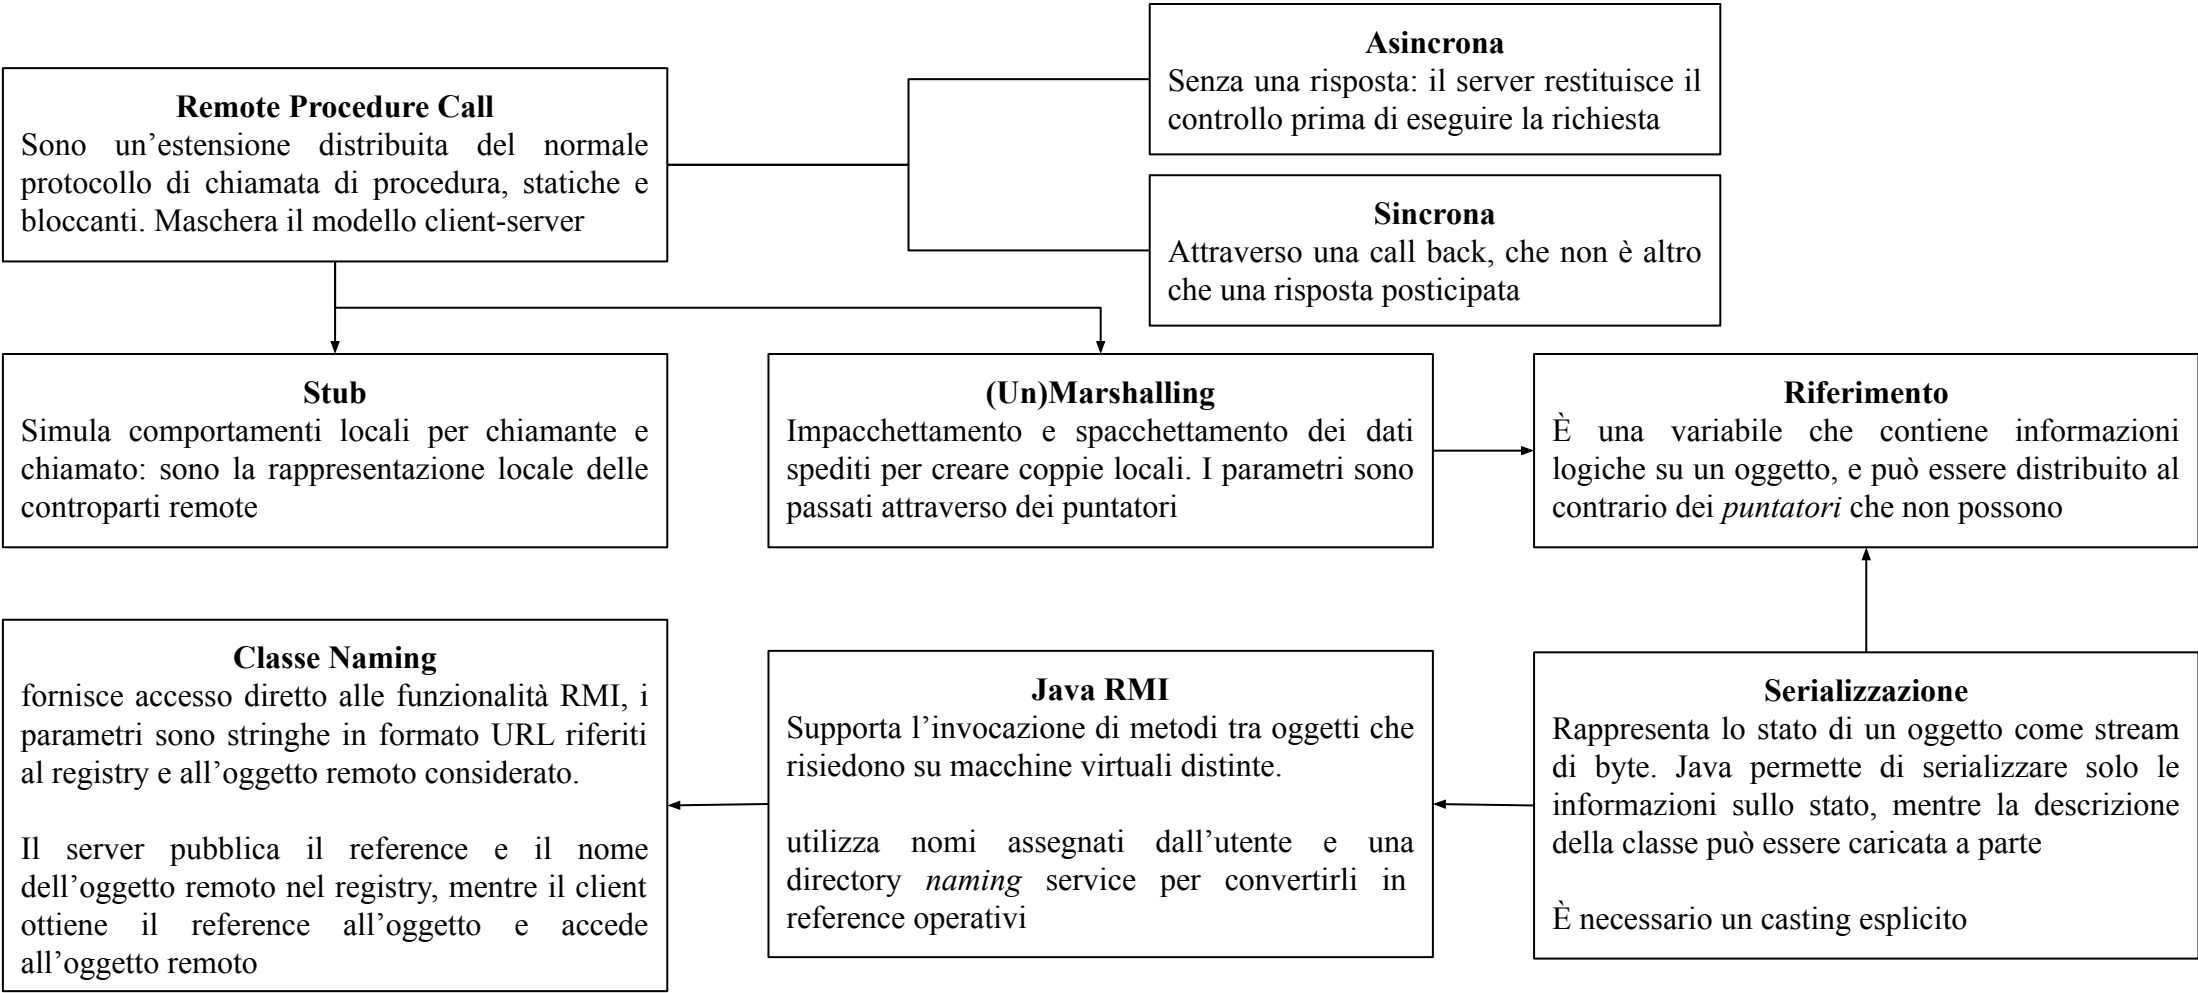 Remote Procedure Call
Sono un’estensione distribuita del normale
protocollo di chiamata di procedura, statiche e
bloccanti. Maschera il modello client-server
Asincrona
Senza una risposta: il server restituisce il
controllo prima di eseguire la richiesta
Sincrona
Attraverso una call back, che non è altro
che una risposta posticipata
Stub
Simula comportamenti locali per chiamante e
chiamato: sono la rappresentazione locale delle
controparti remote
(Un)Marshalling
Impacchettamento e spacchettamento dei dati
spediti per creare coppie locali. I parametri sono
passati attraverso dei puntatori
Riferimento
È una variabile che contiene informazioni
logiche su un oggetto, e può essere distribuito al
contrario dei puntatori che non possono
Classe Naming
fornisce accesso diretto alle funzionalità RMI, i
parametri sono stringhe in formato URL riferiti
al registry e all’oggetto remoto considerato.
Il server pubblica il reference e il nome
dell’oggetto remoto nel registry, mentre il client
ottiene il reference all’oggetto e accede
all’oggetto remoto
Java RMI
Supporta l’invocazione di metodi tra oggetti che
risiedono su macchine virtuali distinte.
utilizza nomi assegnati dall’utente e una
directory naming service per convertirli in
reference operativi
Serializzazione
Rappresenta lo stato di un oggetto come stream
di byte. Java permette di serializzare solo le
informazioni sullo stato, mentre la descrizione
della classe può essere caricata a parte
È necessario un casting esplicito